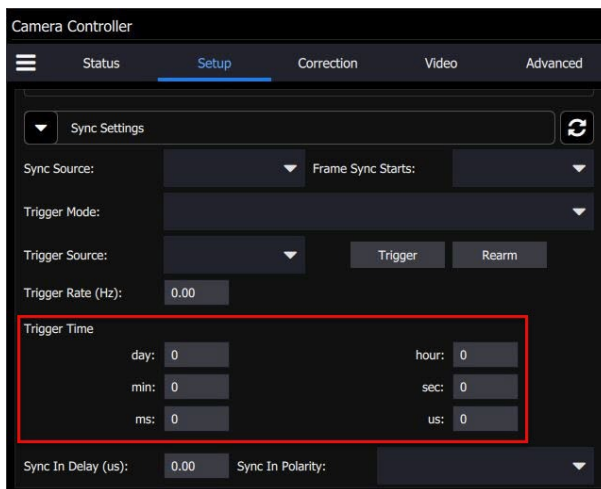 Camera Controller
Status Setup Correction Video Advanced
Sync Settings
Sync Source: Frame Sync Starts:
Trigger Mode:
Trigger Source: Trigger Rearm
Trigger Rate (Hz): 0.00
Trigger Time
day: 0 hour: 0
min: 0 sec: 0
ms: 0 us: 0
Sync In Delay (us): 0.00 Sync In Polarity: